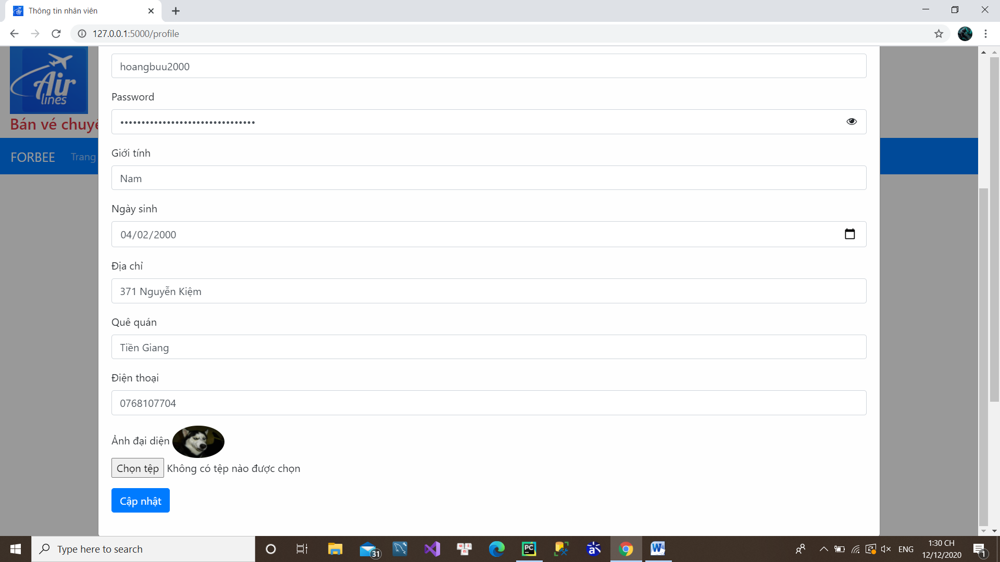 Thông tin nhân viên
127.0.0.1:5000/profile
Air
lines
Bán vé chuyê
FORBEE Trang
hoangbuu2000
Password
••••••••••••••••••••••••••••••••
Giới tính
Nam
Ngày sinh
04/02/2000
Địa chỉ
371 Nguyễn Kiệm
Quê quán
Tiền Giang
Điện thoại
0768107704
Ảnh đại diện
Chọn tệp Không có tệp nào được chọn
Cập nhật
Type here to search
31
PC
a
W
ENG
1:30 CH
12/12/2020
1